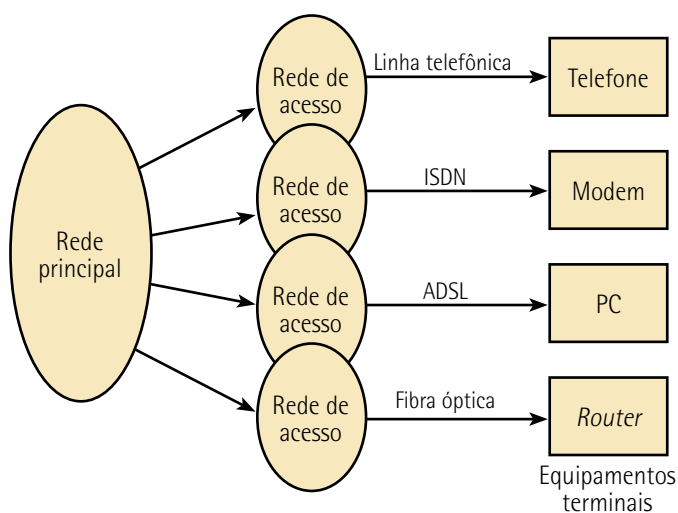 Rede
principal
Rede de
acesso
Linha telefônica
Telefone
Rede de
acesso
ISDN
Modem
Rede de
acesso
ADSL
PC
Rede de
acesso
Fibra óptica
Router
Equipamentos
terminais